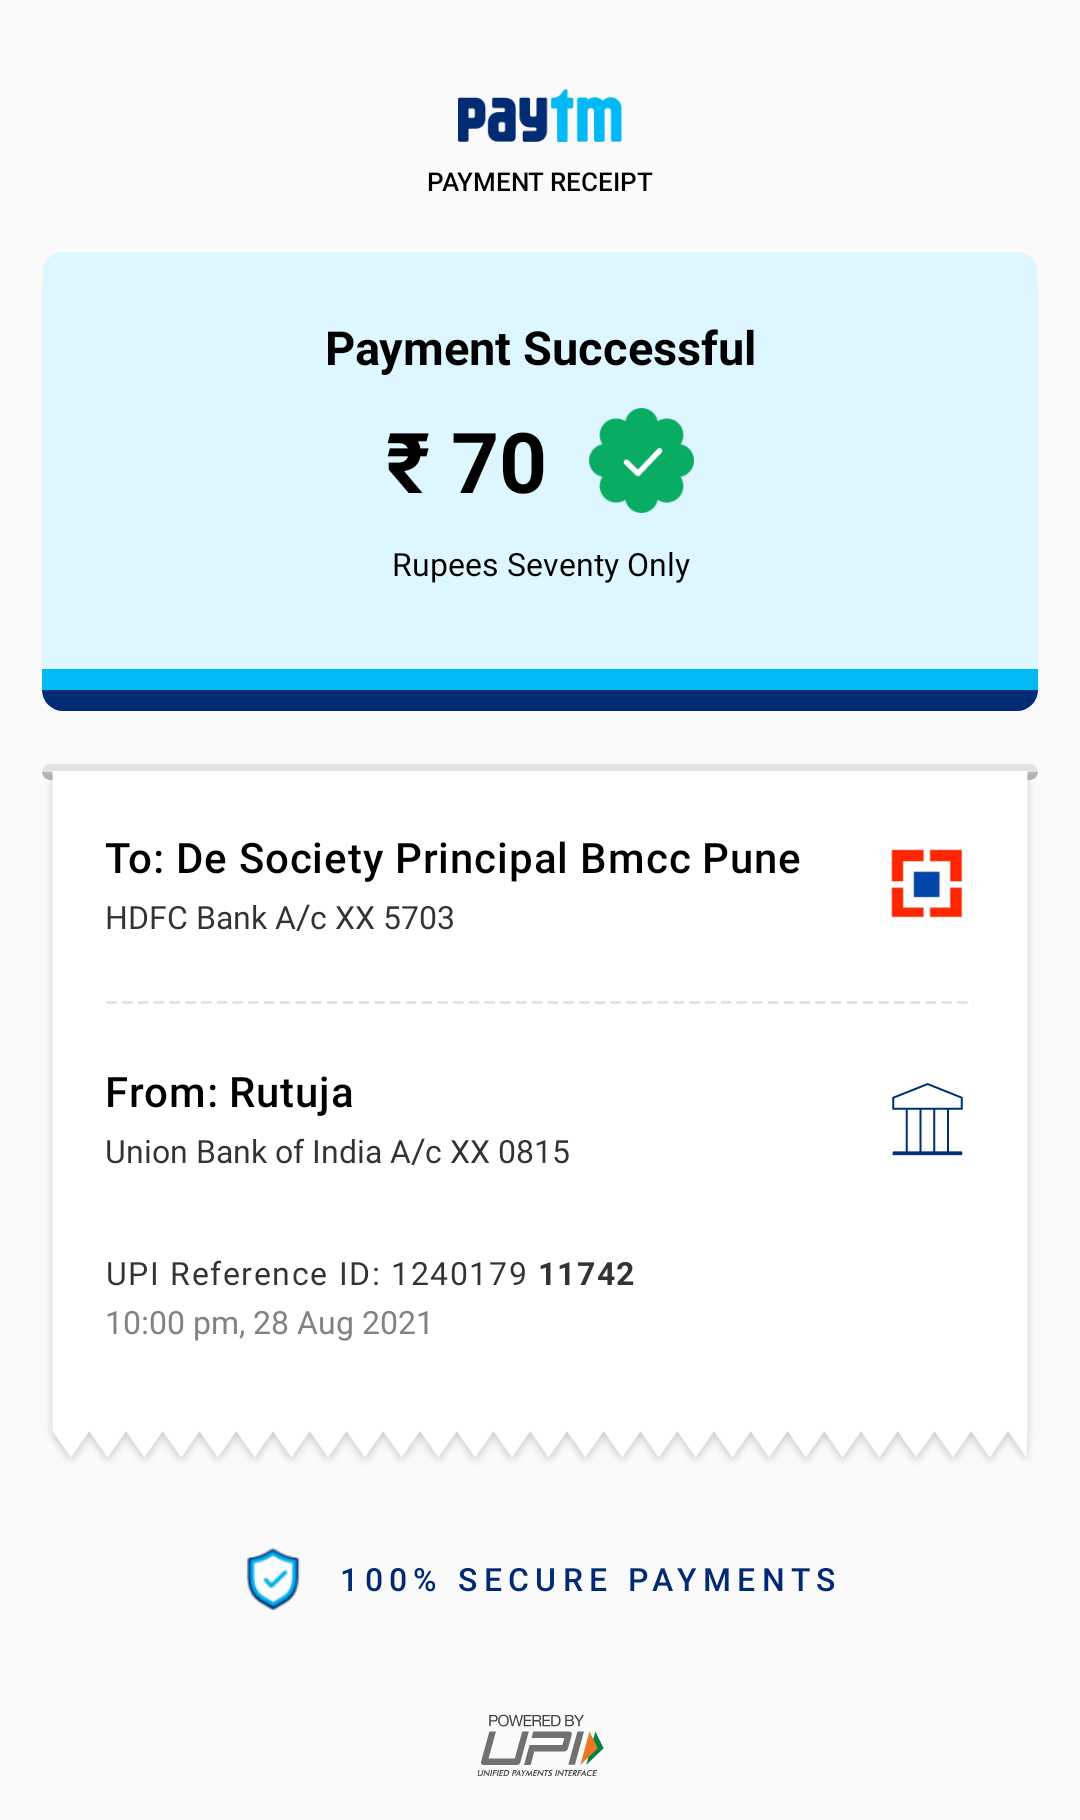 paytm
PAYMENT RECEIPT
Payment Successful
₹ 70
Rupees Seventy Only
To: De Society Principal Bmcc Pune
HDFC Bank A/c XX 5703
From: Rutuja
Union Bank of India A/c XX 0815
UPI Reference ID: 1240179 11742
10:00 pm, 28 Aug 2021
100% SECURE PAYMENTS
POWERED BY
UPI
UNIFIED PAYMENTS INTERFACE